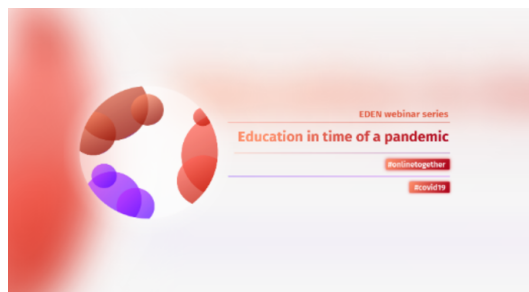 EDEN webinar series
Education in time of a pandemic
#onlinetogether
#covid19